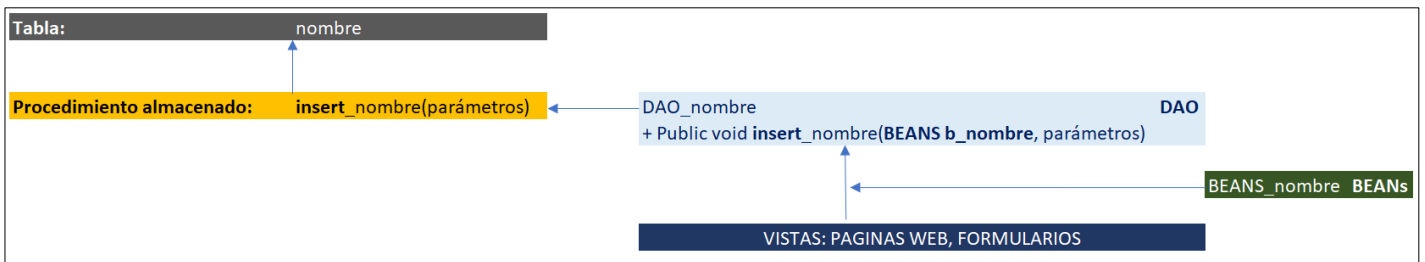 Tabla: nombre
Procedimiento almacenado: insert_nombre(parámetros)
DAO_nombre DAO
+ Public void insert_nombre(BEANS b_nombre, parámetros)
BEANS_nombre BEANs
VISTAS: PAGINAS WEB, FORMULARIOS